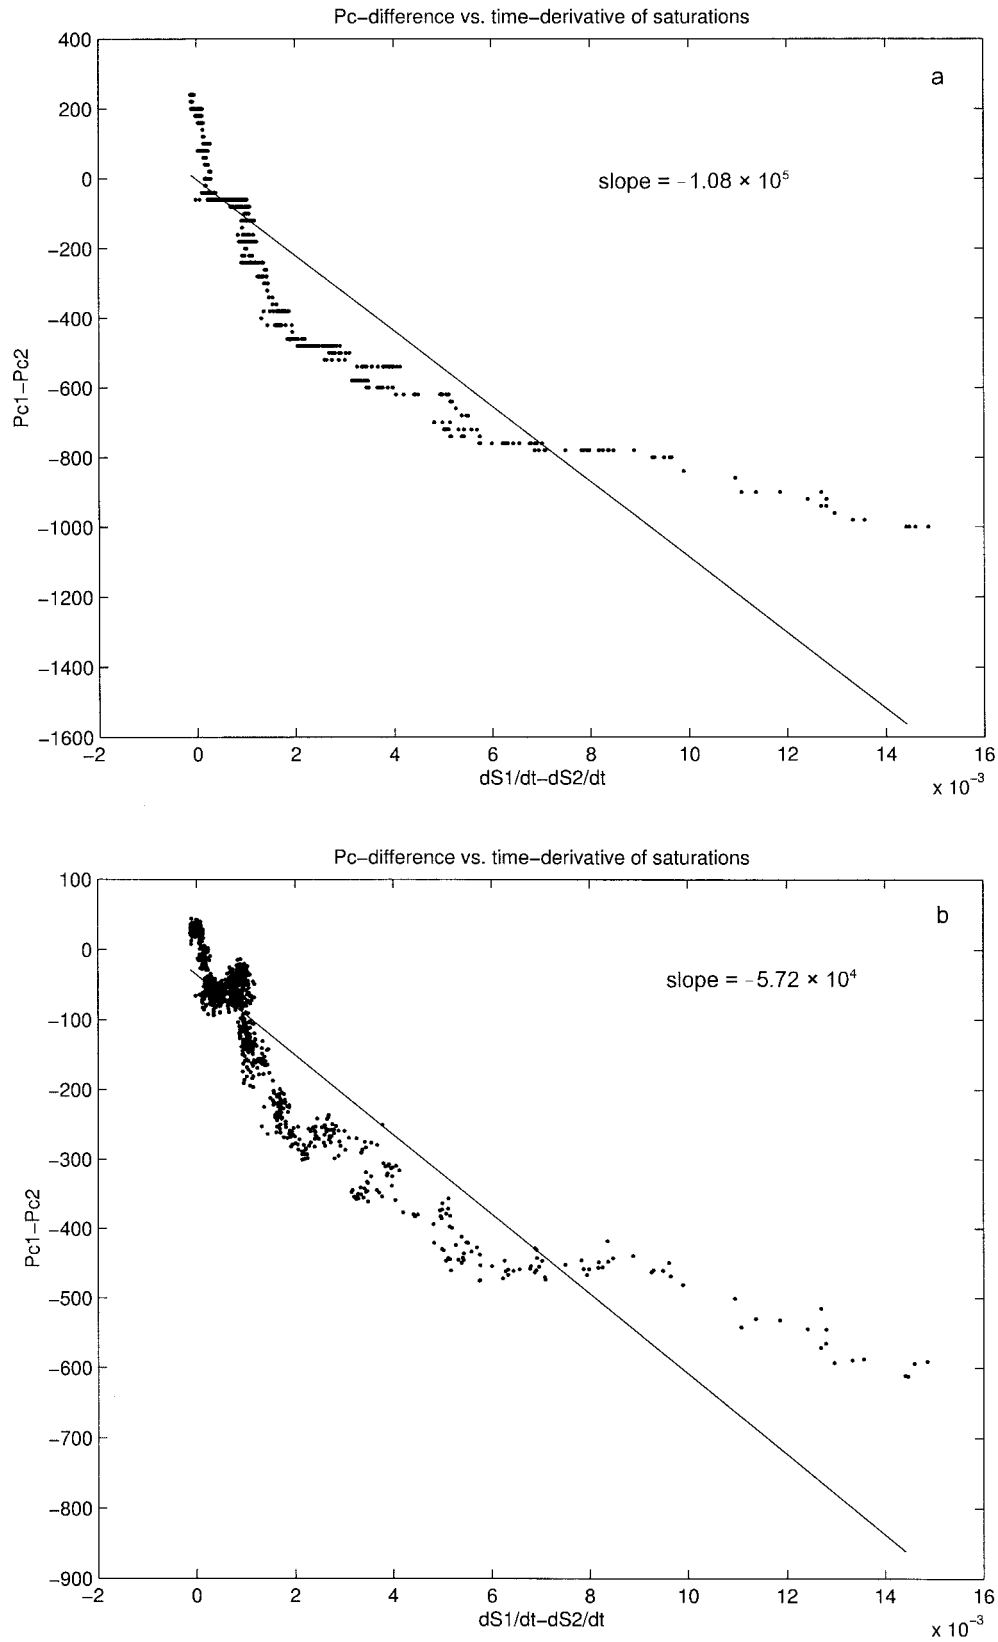 Pc−difference vs. time−derivative of saturations
400
a
200
0
slope = −1.08 × 10⁵
−200
−400
Pc1−Pc2
−600
−800
−1000
−1200
−1400
−1600
−2 0 2 4 6 8 10 12 14 16
dS1/dt−dS2/dt
x 10⁻³
Pc−difference vs. time−derivative of saturations
100
b
0
slope = −5.72 × 10⁴
−100
−200
−300
−400
Pc1−Pc2
−500
−600
−700
−800
−900
−2 0 2 4 6 8 10 12 14 16
dS1/dt−dS2/dt
x 10⁻³